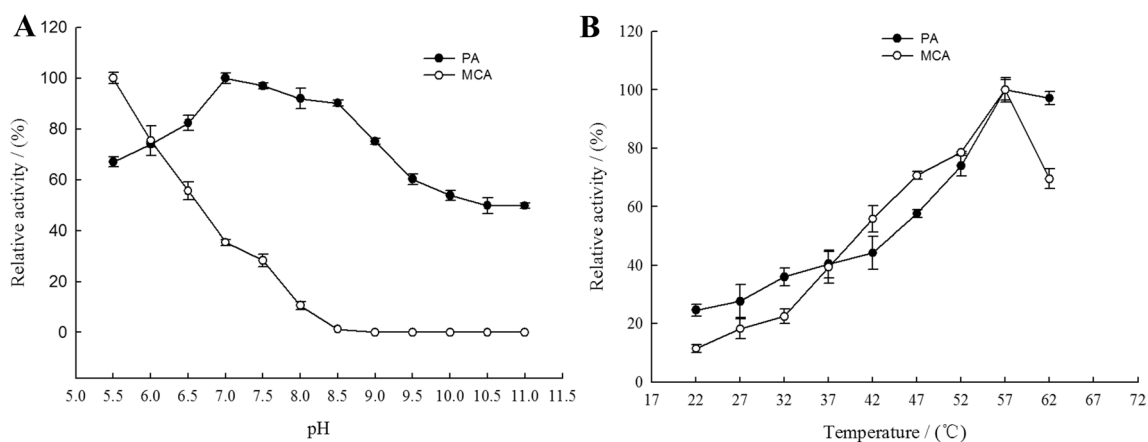 A
PA
MCA
120
100
80
60
40
20
0
Relative activity / (%)
5.0 5.5 6.0 6.5 7.0 7.5 8.0 8.5 9.0 9.5 10.0 10.5 11.0 11.5
pH
B
PA
MCA
120
100
80
60
40
20
0
Relative activity / (%)
17 22 27 32 37 42 47 52 57 62 67 72
Temperature / (℃)